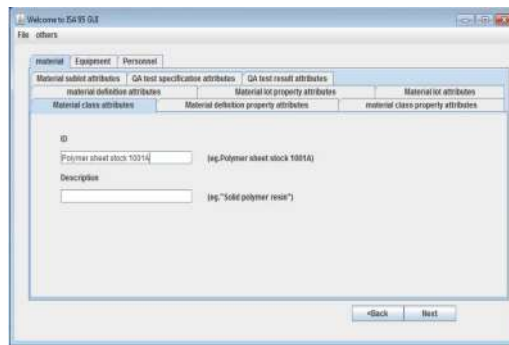 Welcome to ISA 95 GUI
File others
material Equipment Personnel
Material sublot attributes QA test specification attributes QA test result attributes
material definition attributes Material lot property attributes Material lot attributes
Material class attributes Material definition property attributes material class property attributes
ID
Polymer sheet stock 1001A (eg.Polymer sheet stock 1001A)
Description
(eg."Solid polymer resin")
<Back Next